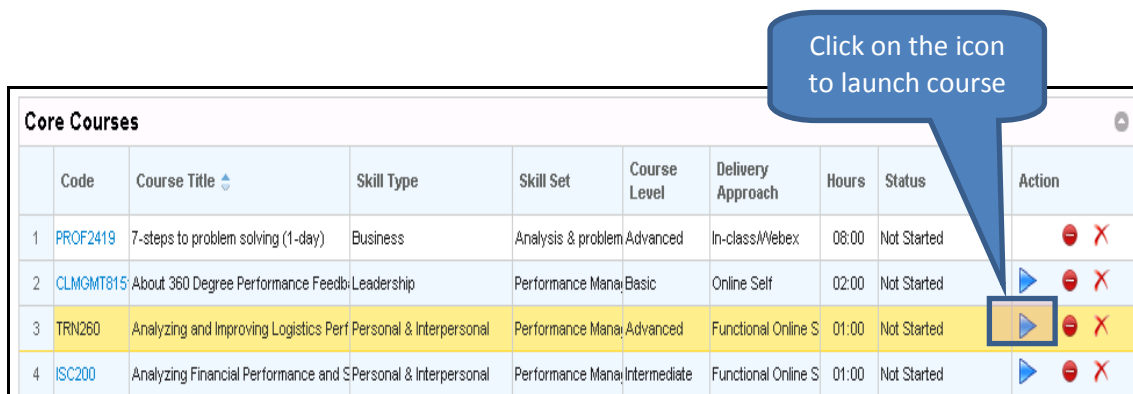 Click on the icon
to launch course
Core Courses
Code Course Title Skill Type Skill Set Course Level Delivery Approach Hours Status Action
1 PROF2419 7-steps to problem solving (1-day) Business Analysis & problem Advanced In-class/Webex 08:00 Not Started
2 CLMGMT815 About 360 Degree Performance Feedb Leadership Performance Mana Basic Online Self 02:00 Not Started
3 TRN260 Analyzing and Improving Logistics Perf Personal & Interpersonal Performance Mana Advanced Functional Online S 01:00 Not Started
4 ISC200 Analyzing Financial Performance and S Personal & Interpersonal Performance Mana Intermediate Functional Online S 01:00 Not Started